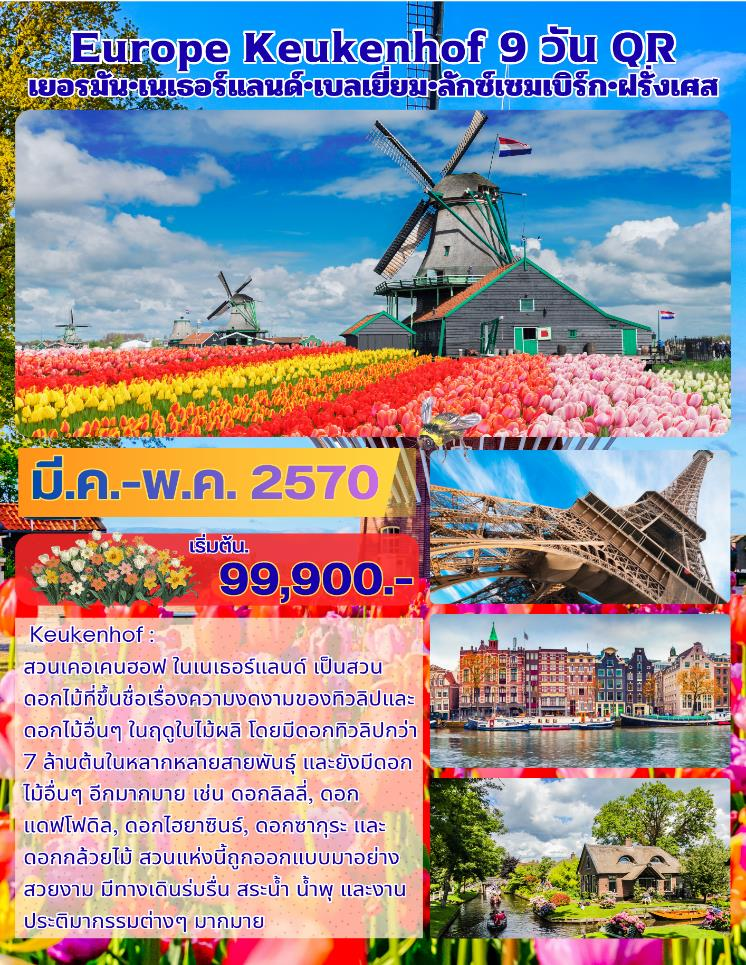 Europe Keukenhof 9 วัน QR
เยอรมัน•เนเธอร์แลนด์•เบลเยี่ยม•ลักซ์เซมเบิร์ก•ฝรั่งเศส
มี.ค.-พ.ค. 2570
เริ่มต้น.
99,900.-
Keukenhof :
สวนเคอเคนฮอฟ ในเนเธอร์แลนด์ เป็นสวน
ดอกไม้ที่ขึ้นชื่อเรื่องความงดงามของทิวลิปและ
ดอกไม้อื่นๆ ในฤดูใบไม้ผลิ โดยมีดอกทิวลิปกว่า
7 ล้านต้นในหลากหลายสายพันธุ์ และยังมีดอก
ไม้อื่นๆ อีกมากมาย เช่น ดอกลิลลี่, ดอก
แดฟโฟดิล, ดอกไฮยาซินธ์, ดอกซากุระ และ
ดอกกล้วยไม้ สวนแห่งนี้ถูกออกแบบมาอย่าง
สวยงาม มีทางเดินร่มรื่น สระน้ำ น้ำพุ และงาน
ประติมากรรมต่างๆ มากมาย